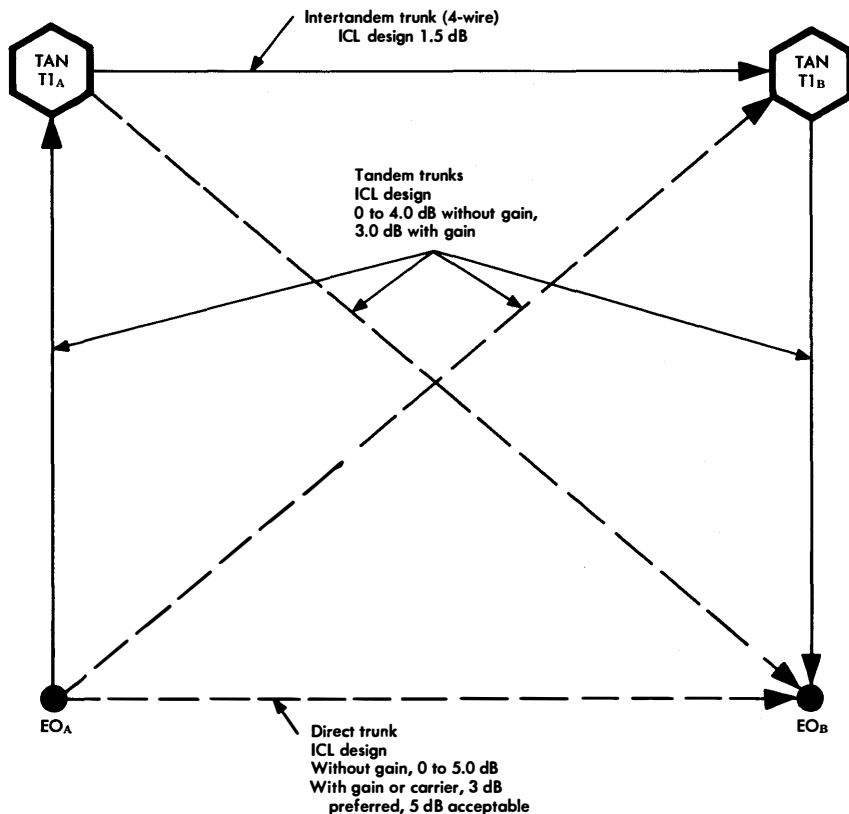 Intertandem trunk (4-wire)
ICL design 1.5 dB
TAN
T1A
TAN
T1B
Tandem trunks
ICL design
0 to 4.0 dB without gain,
3.0 dB with gain
EOA
EOB
Direct trunk
ICL design
Without gain, 0 to 5.0 dB
With gain or carrier, 3 dB
preferred, 5 dB acceptable